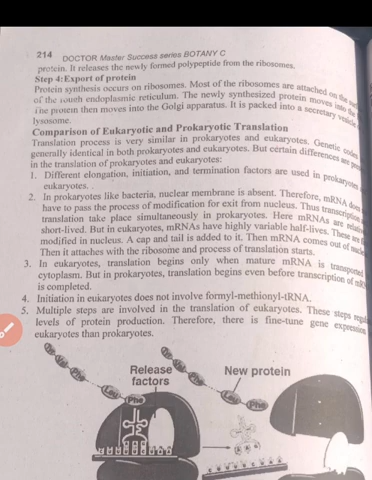 214 DOCTOR Master Success series BOTANY C
protein. It releases the newly formed polypeptide from the ribosomes.
Step 4: Export of protein
Protein synthesis occurs on ribosomes. Most of the ribosomes are attached on the
of the rough endoplasmic reticulum. The newly synthesized protein moves into the
The protein then moves into the Golgi apparatus. It is packed into a secretary vesicle
lysosome.
Comparison of Eukaryotic and Prokaryotic Translation
Translation process is very similar in prokaryotes and eukaryotes. Genetic codes
generally identical in both prokaryotes and eukaryotes. But certain differences are
in the translation of prokaryotes and eukaryotes:
1. Different elongation, initiation, and termination factors are used in prokaryotes
eukaryotes.
2. In prokaryotes like bacteria, nuclear membrane is absent. Therefore, mRNA does
have to pass the process of modification for exit from nucleus. Thus transcription
translation take place simultaneously in prokaryotes. Here mRNAs are
short-lived. But in eukaryotes, mRNAs have highly variable half-lives. These are
modified in nucleus. A cap and tail is added to it. Then mRNA comes out of
Then it attaches with the ribosome and process of translation starts.
3. In eukaryotes, translation begins only when mature mRNA is transported
cytoplasm. But in prokaryotes, translation begins even before transcription of
is completed.
4. Initiation in eukaryotes does not involve formyl-methionyl-tRNA.
5. Multiple steps are involved in the translation of eukaryotes. These steps
levels of protein production. Therefore, there is fine-tune gene expression
eukaryotes than prokaryotes.
Release
factors
New protein
Leu
Phe
Leu
Phe